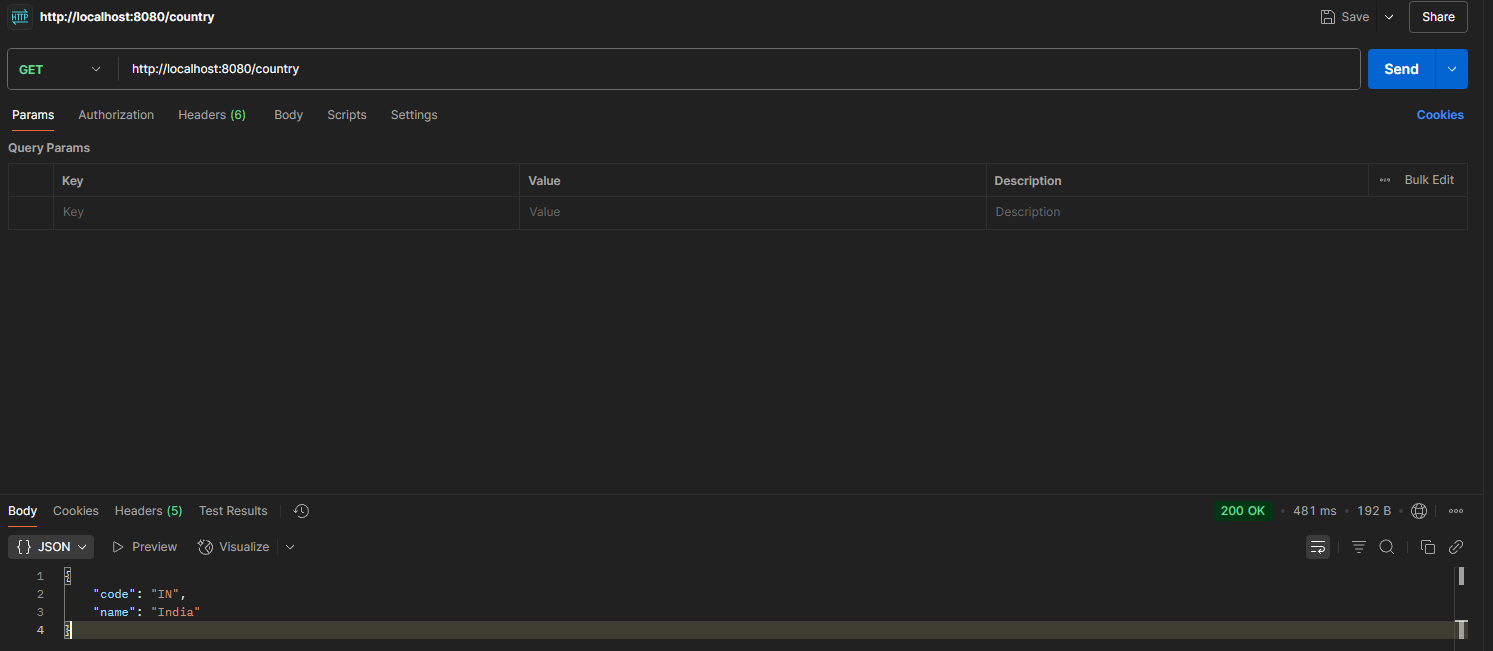 HTTP http://localhost:8080/country Save Share
GET http://localhost:8080/country Send
Params Authorization Headers (6) Body Scripts Settings Cookies
Query Params
Key Value Description Bulk Edit
Key Value Description
Body Cookies Headers (5) Test Results 200 OK • 481 ms • 192 B •
{} JSON Preview Visualize
1 {
2 "code": "IN",
3 "name": "India"
4 }